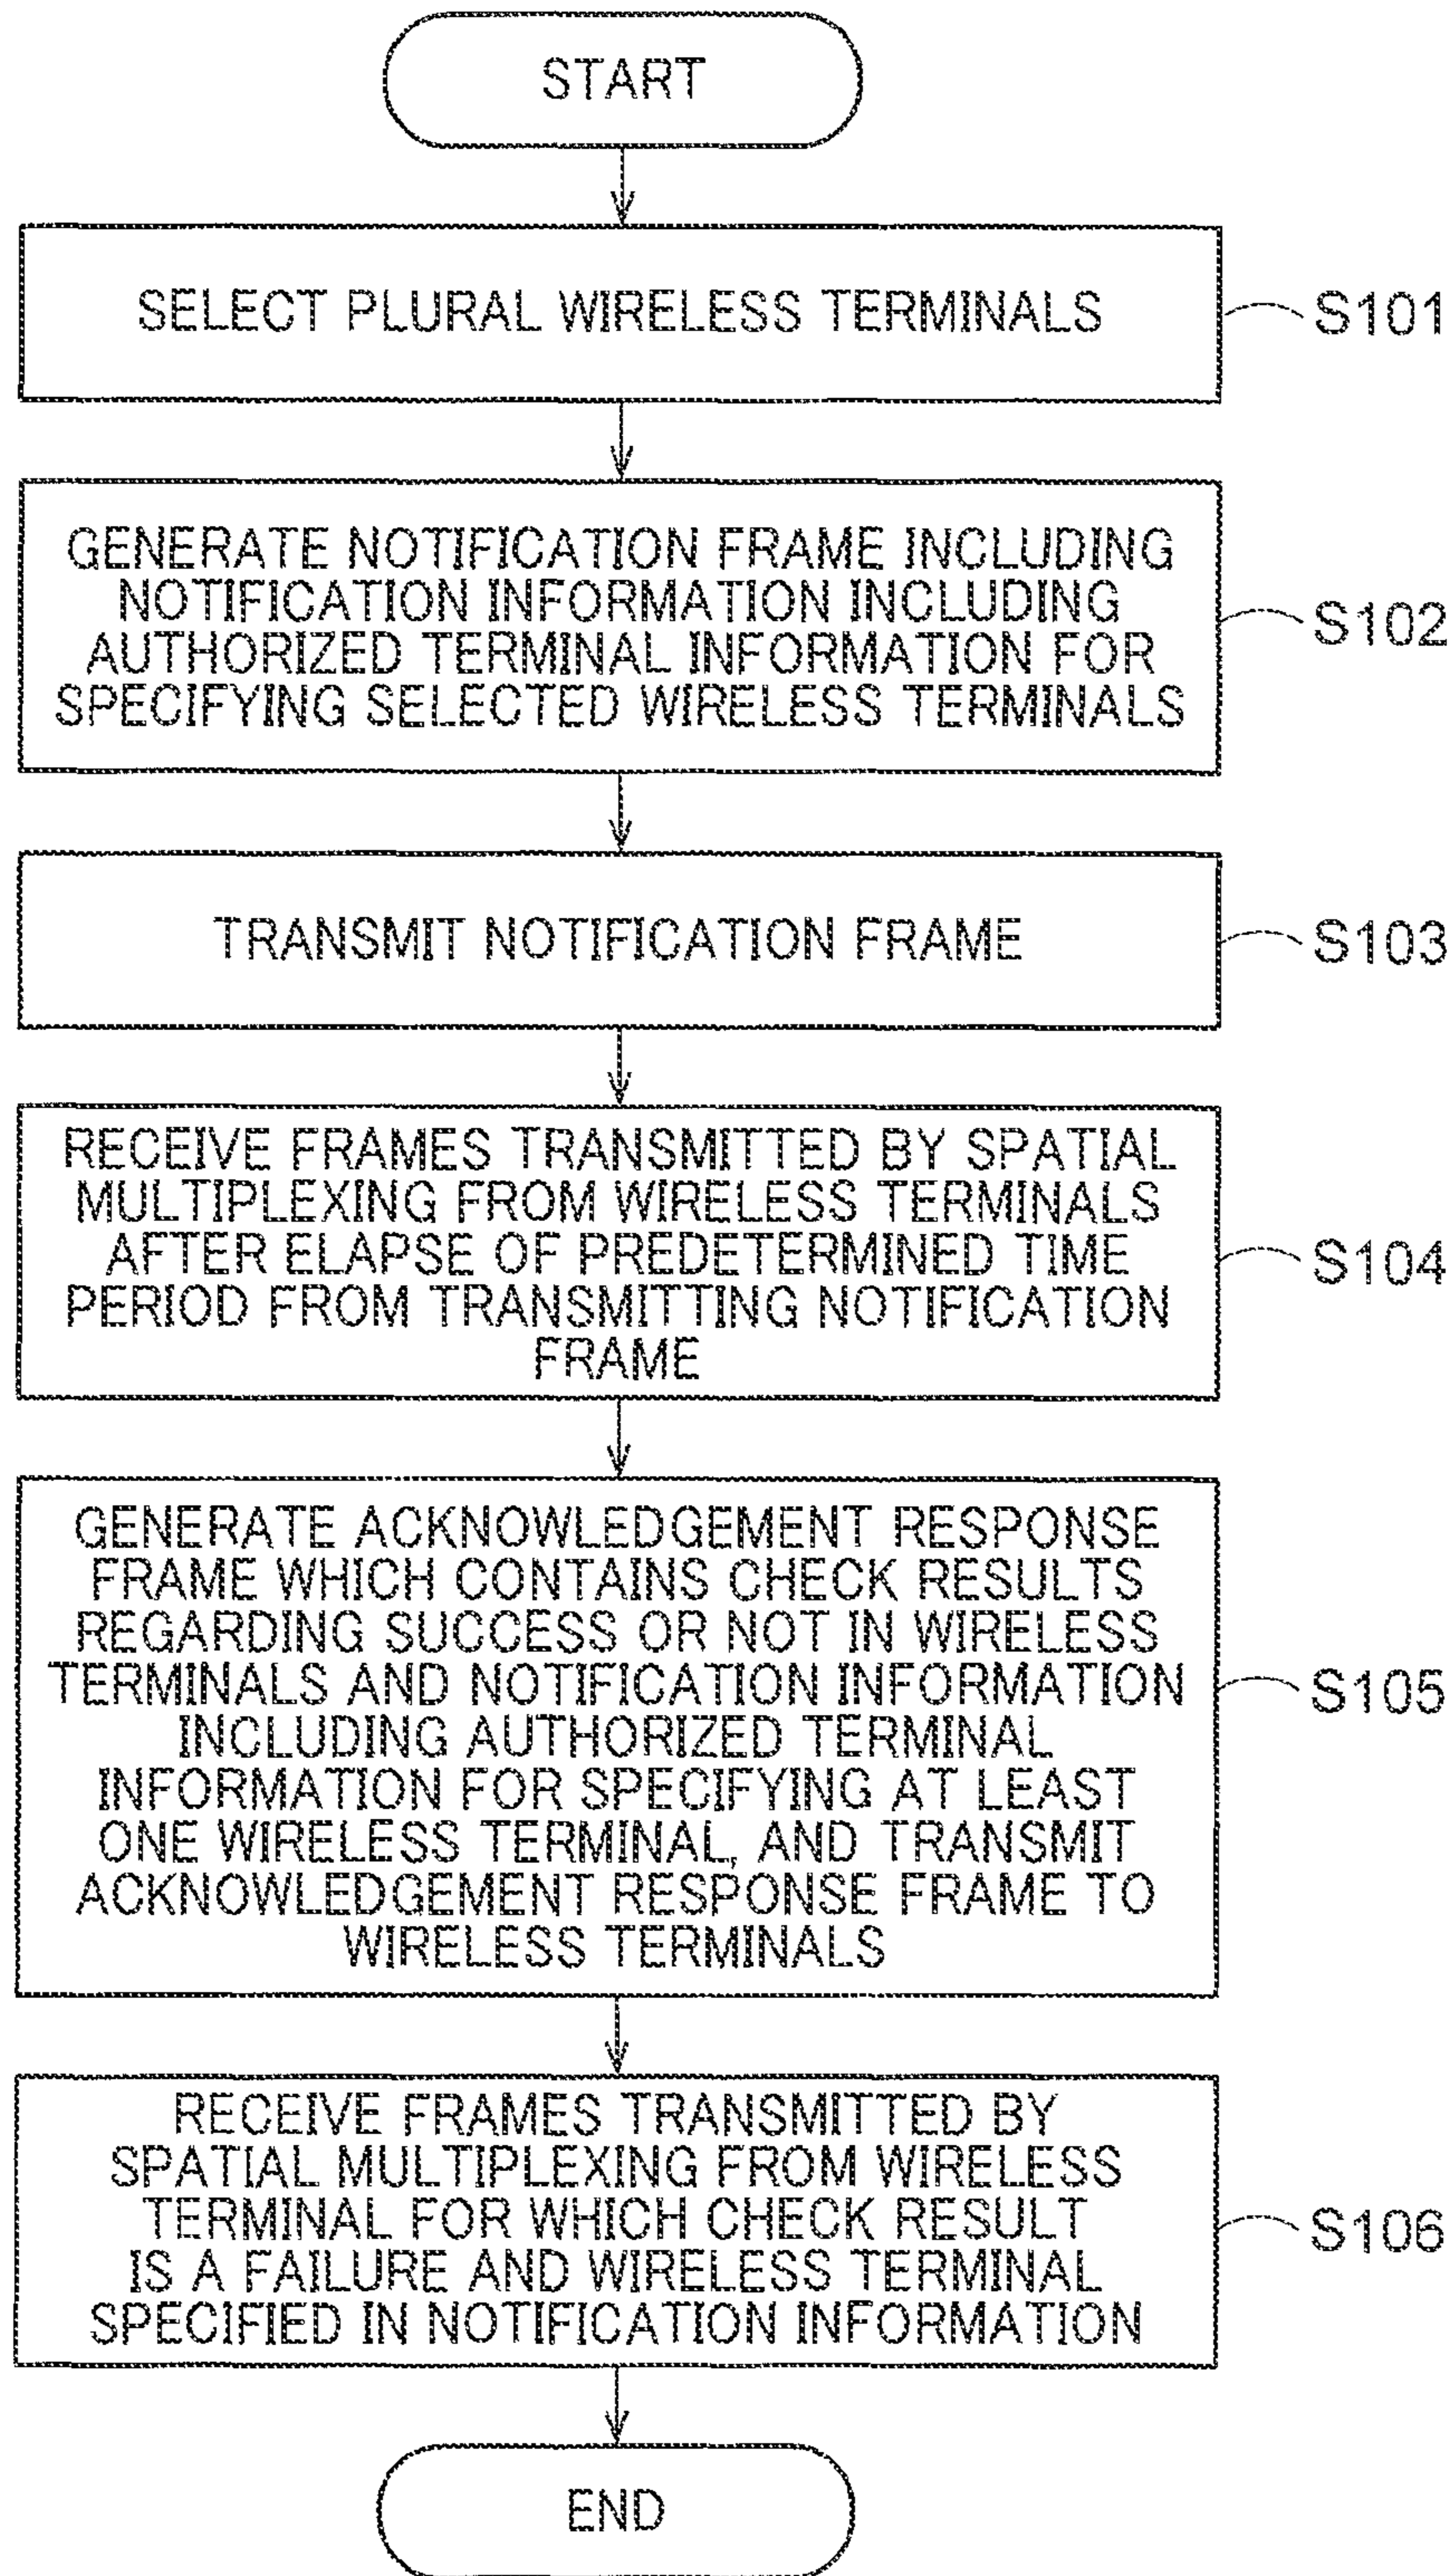 START
SELECT PLURAL WIRELESS TERMINALS
S101
GENERATE NOTIFICATION FRAME INCLUDING
NOTIFICATION INFORMATION INCLUDING
AUTHORIZED TERMINAL INFORMATION FOR
SPECIFYING SELECTED WIRELESS TERMINALS
S102
TRANSMIT NOTIFICATION FRAME
S103
RECEIVE FRAMES TRANSMITTED BY SPATIAL
MULTIPLEXING FROM WIRELESS TERMINALS
AFTER ELAPSE OF PREDETERMINED TIME
PERIOD FROM TRANSMITTING NOTIFICATION
FRAME
S104
GENERATE ACKNOWLEDGEMENT RESPONSE
FRAME WHICH CONTAINS CHECK RESULTS
REGARDING SUCCESS OR NOT IN WIRELESS
TERMINALS AND NOTIFICATION INFORMATION
INCLUDING AUTHORIZED TERMINAL
INFORMATION FOR SPECIFYING AT LEAST
ONE WIRELESS TERMINAL, AND TRANSMIT
ACKNOWLEDGEMENT RESPONSE FRAME TO
WIRELESS TERMINALS
S105
RECEIVE FRAMES TRANSMITTED BY
SPATIAL MULTIPLEXING FROM WIRELESS
TERMINAL FOR WHICH CHECK RESULT
IS A FAILURE AND WIRELESS TERMINAL
SPECIFIED IN NOTIFICATION INFORMATION
S106
END